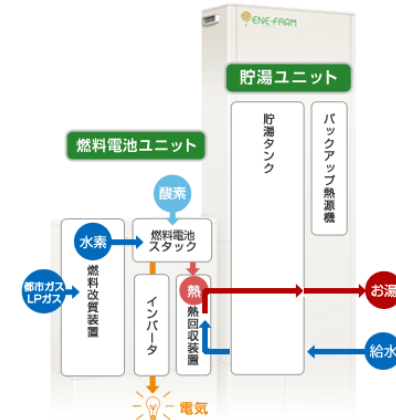 ENE-FARM
貯湯ユニット
燃料電池ユニット
貯湯タンク
バックアップ熱源機
酸素
水素
燃料電池
スタック
都市ガス
LPガス
燃料改質装置
インバータ
熱
熱回収装置
お湯
給水
電気